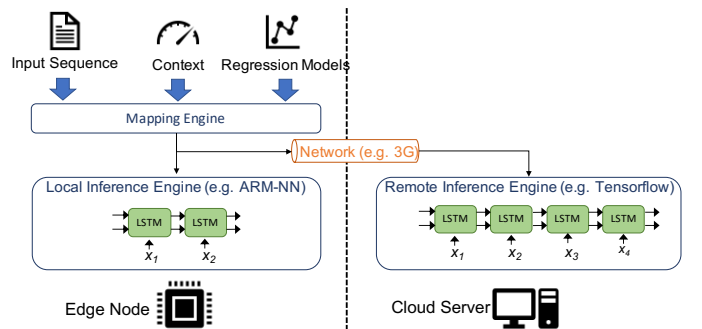 Input Sequence
Context
Regression Models
Mapping Engine
Network (e.g. 3G)
Local Inference Engine (e.g. ARM-NN)
LSTM
LSTM
x1
x2
Remote Inference Engine (e.g. Tensorflow)
LSTM
LSTM
LSTM
LSTM
x1
x2
x3
x4
Edge Node
Cloud Server